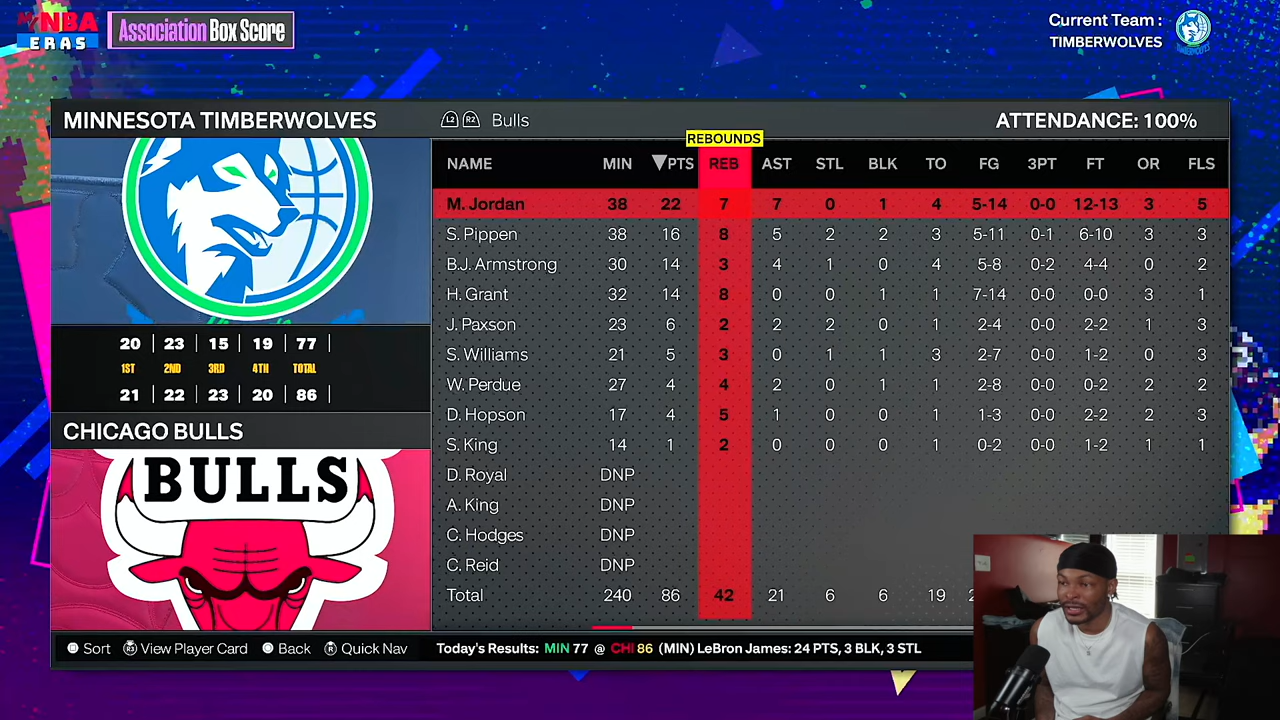 MyNBA
ERAS
Association Box Score
Current Team :
TIMBERWOLVES
TIMBERWOLVES
MINNESOTA TIMBERWOLVES
L2 R2 Bulls
ATTENDANCE: 100%
REBOUNDS
NAME MIN ▼PTS REB AST STL BLK TO FG 3PT FT OR FLS
M. Jordan 38 22 7 7 0 1 4 5-14 0-0 12-13 3 5
S. Pippen 38 16 8 5 2 2 3 5-11 0-1 6-10 3 3
B.J. Armstrong 30 14 3 4 1 0 4 5-8 0-2 4-4 0 2
H. Grant 32 14 8 0 0 1 1 7-14 0-0 0-0 3 1
J. Paxson 23 6 2 2 2 0 1 2-4 0-0 2-2 1 3
S. Williams 21 5 3 0 1 1 3 2-7 0-0 1-2 0 3
W. Perdue 27 4 4 2 0 1 1 2-8 0-0 0-2 2 2
D. Hopson 17 4 5 1 0 0 1 1-3 0-0 2-2 2 3
S. King 14 1 2 0 0 0 1 0-2 0-0 1-2 1 1
D. Royal DNP
A. King DNP
C. Hodges DNP
C. Reid DNP
Total 240 86 42 21 6 6 19
20 23 15 19 77
1ST 2ND 3RD 4TH TOTAL
21 22 23 20 86
CHICAGO BULLS
BULLS
Sort R3 View Player Card Back R Quick Nav
Today's Results: MIN 77 @ CHI 86 (MIN) LeBron James: 24 PTS, 3 BLK, 3 STL